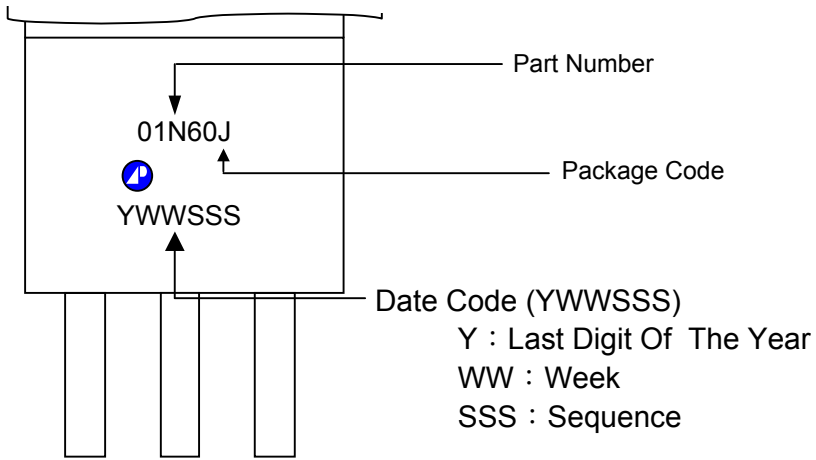 Part Number
01N60J
Package Code
YWWSSS
Date Code (YWWSSS)
Y：Last Digit Of The Year
WW：Week
SSS：Sequence